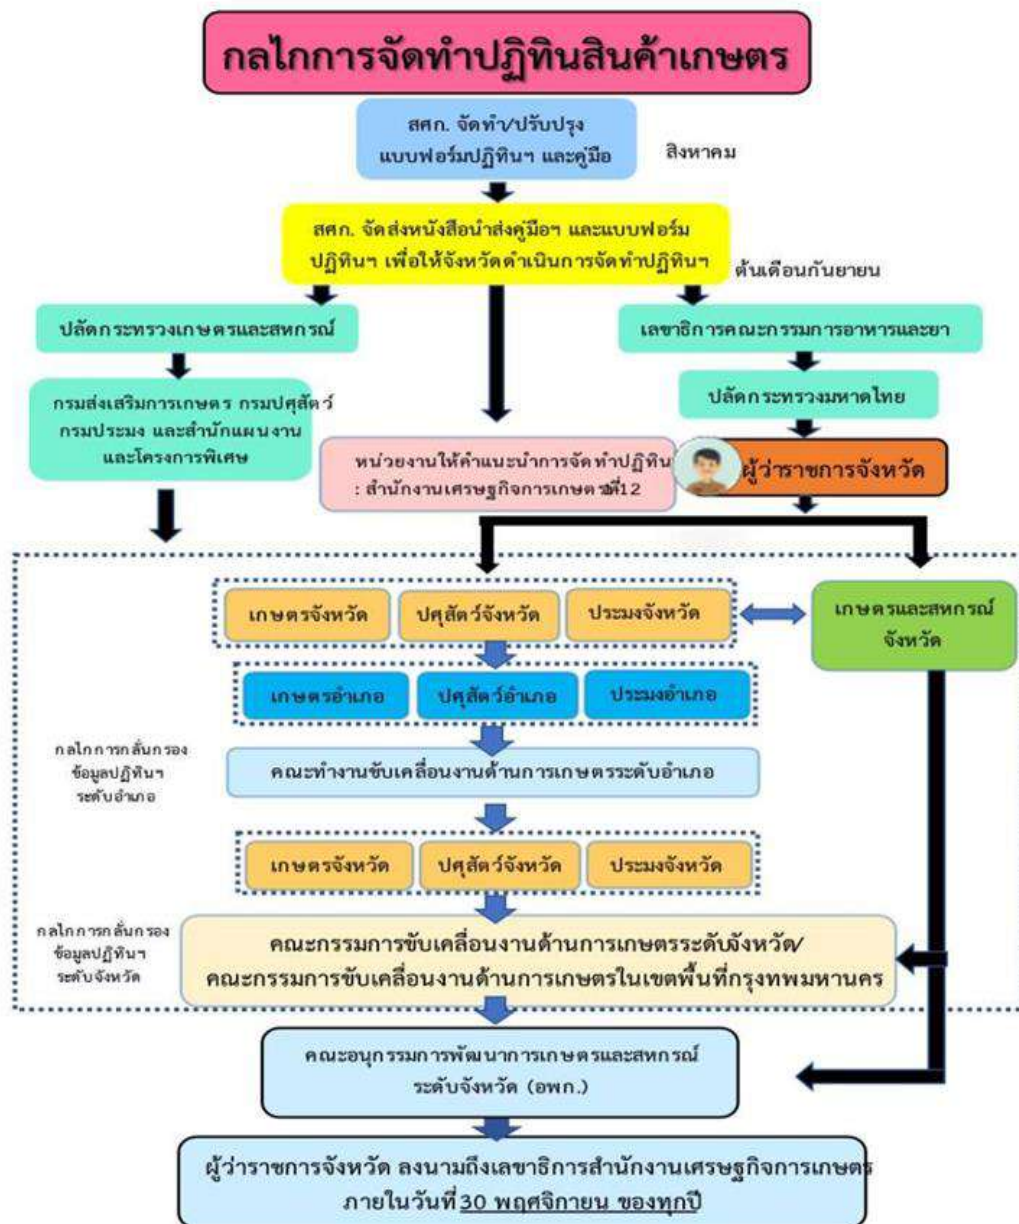 กลไกการจัดทำปฏิทินสินค้าเกษตร
สศก. จัดทำ/ปรับปรุง
แบบฟอร์มปฏิทินฯ และคู่มือ
สิงหาคม
สศก. จัดส่งหนังสือนำส่งคู่มือฯ และแบบฟอร์ม
ปฏิทินฯ เพื่อให้จังหวัดดำเนินการจัดทำปฏิทินฯ
ต้นเดือนกันยายน
ปลัดกระทรวงเกษตรและสหกรณ์
เลขาธิการคณะกรรมการอาหารและยา
กรมส่งเสริมการเกษตร กรมปศุสัตว์
กรมประมง และสำนักแผนงาน
และโครงการพิเศษ
ปลัดกระทรวงมหาดไทย
หน่วยงานให้คำแนะนำการจัดทำปฏิทิน
: สำนักงานเศรษฐกิจการเกษตรที่ 12
ผู้ว่าราชการจังหวัด
เกษตรจังหวัด
ปศุสัตว์จังหวัด
ประมงจังหวัด
เกษตรและสหกรณ์
จังหวัด
เกษตรอำเภอ
ปศุสัตว์อำเภอ
ประมงอำเภอ
กลไกการกลั่นกรอง
ข้อมูลปฏิทินฯ
ระดับอำเภอ
คณะทำงานขับเคลื่อนงานด้านการเกษตรระดับอำเภอ
เกษตรจังหวัด
ปศุสัตว์จังหวัด
ประมงจังหวัด
กลไกการกลั่นกรอง
ข้อมูลปฏิทินฯ
ระดับจังหวัด
คณะกรรมการขับเคลื่อนงานด้านการเกษตรระดับจังหวัด/
คณะกรรมการขับเคลื่อนงานด้านการเกษตรในเขตพื้นที่กรุงทพมหานคร
คณะอนุกรรมการพัฒนาการเกษตรและสหกรณ์
ระดับจังหวัด (อพก.)
ผู้ว่าราชการจังหวัด ลงนามถึงเลขาธิการสำนักงานเศรษฐกิจการเกษตร
ภายในวันที่ 30 พฤศจิกายน ของทุกปี